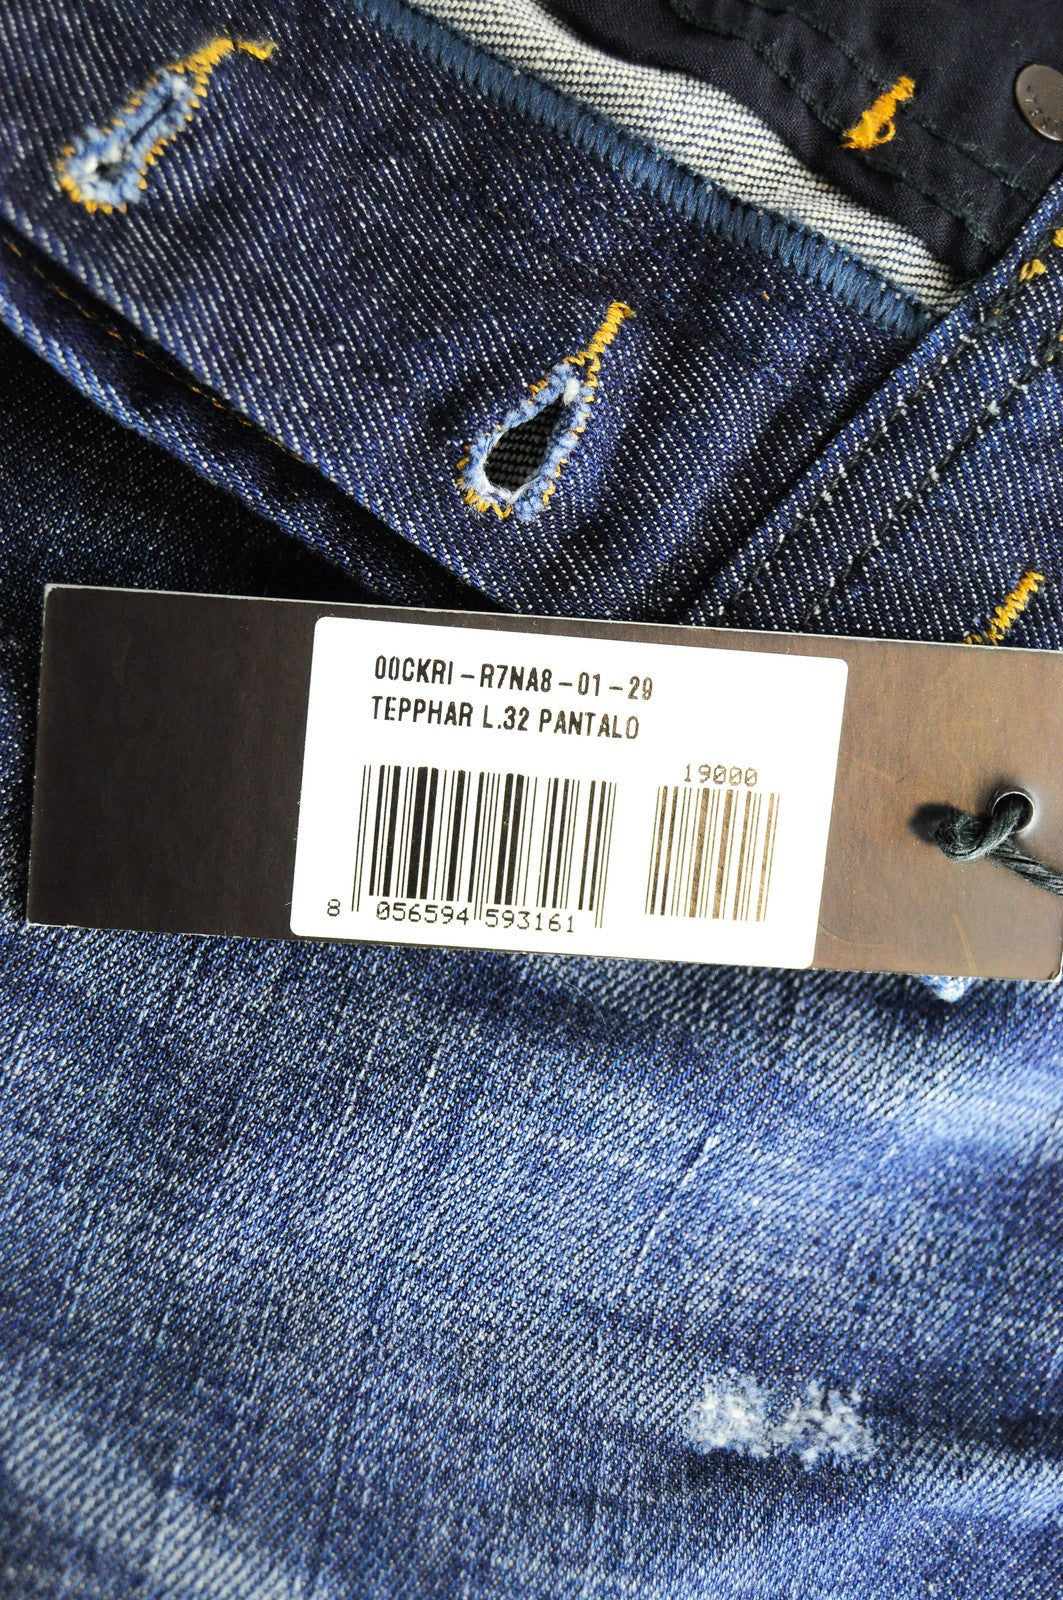 00CKRI-R7NA8-01-29
TEPPHAR L.32 PANTALO
19000
8 056594 593161